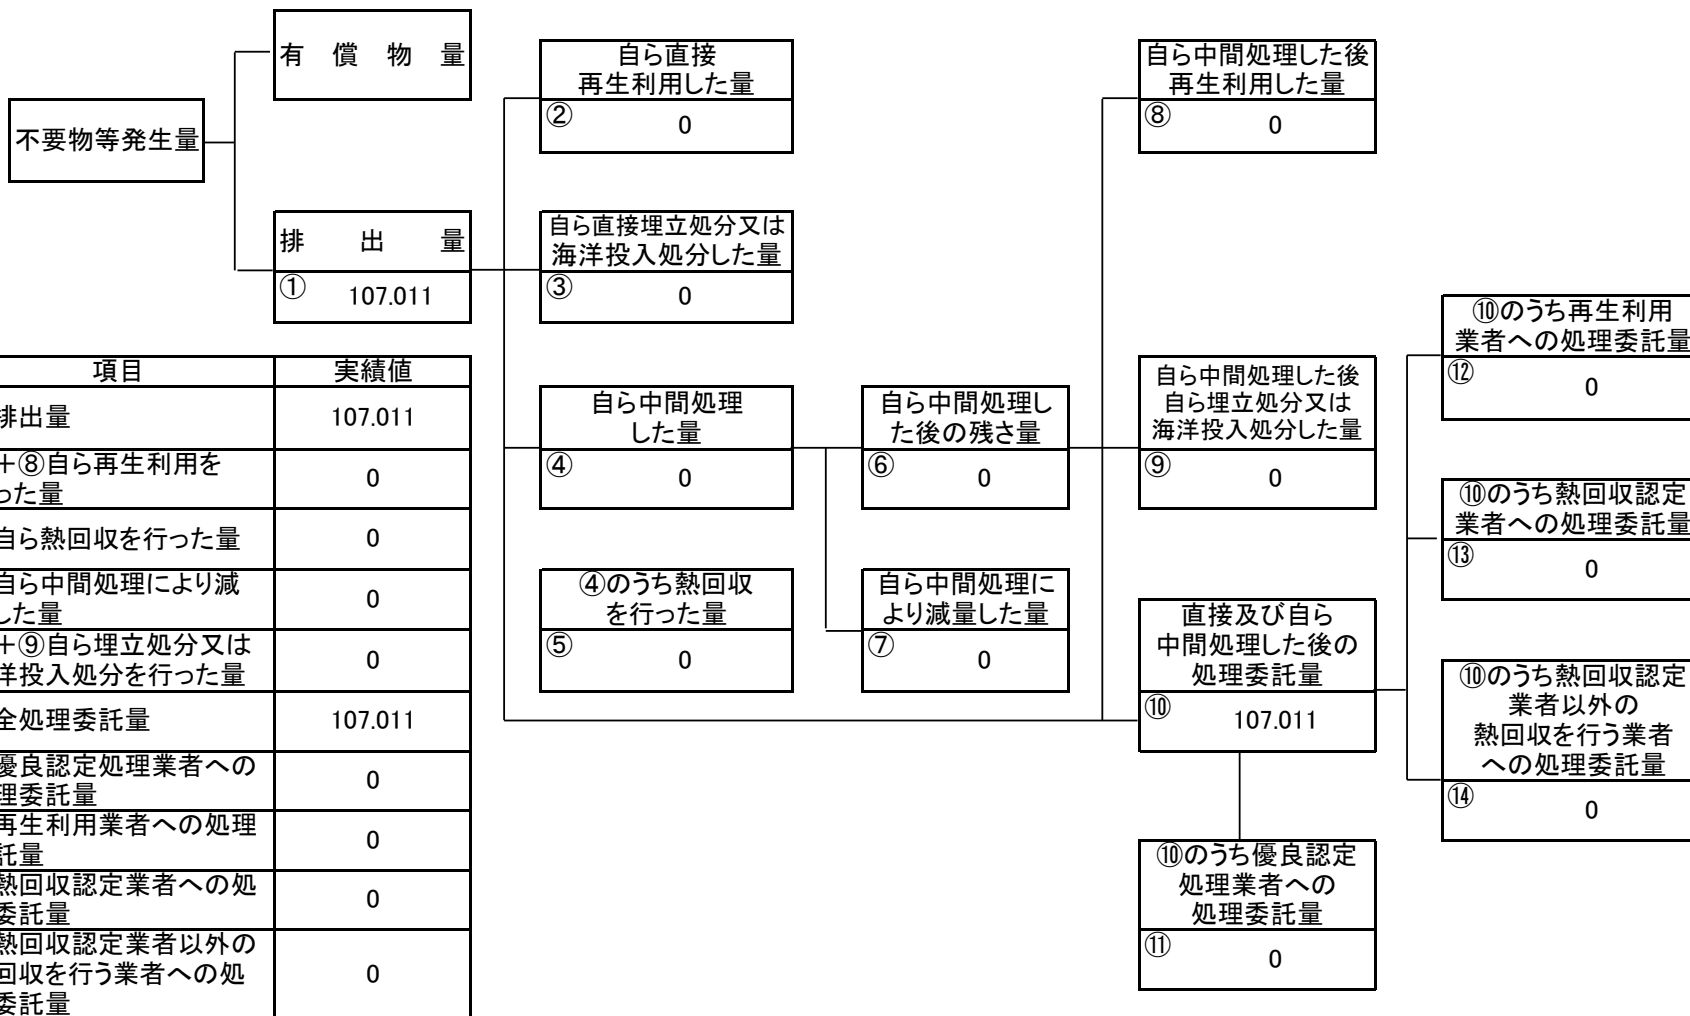 有償物量
不要物等発生量
排出量
① 107.011
自ら直接
再生利用した量
② 0
自ら直接埋立処分又は
海洋投入処分した量
③ 0
自ら中間処理
した量
④ 0
④のうち熱回収
を行った量
⑤ 0
自ら中間処理し
た後の残さ量
⑥ 0
自ら中間処理に
より減量した量
⑦ 0
自ら中間処理した後
再生利用した量
⑧ 0
自ら中間処理した後
自ら埋立処分又は
海洋投入処分した量
⑨ 0
直接及び自ら
中間処理した後の
処理委託量
⑩ 107.011
⑩のうち優良認定
処理業者への
処理委託量
⑪ 0
⑩のうち再生利用
業者への処理委託量
⑫ 0
⑩のうち熱回収認定
業者への処理委託量
⑬ 0
⑩のうち熱回収認定
業者以外の
熱回収を行う業者
への処理委託量
⑭ 0
項目 実績値
排出量 107.011
+⑧自ら再生利用を
った量 0
自ら熱回収を行った量 0
自ら中間処理により減
した量 0
+⑨自ら埋立処分又は
洋投入処分を行った量 0
全処理委託量 107.011
優良認定処理業者への
理委託量 0
再生利用業者への処理
託量 0
熱回収認定業者への処
委託量 0
熱回収認定業者以外の
回収を行う業者への処
委託量 0